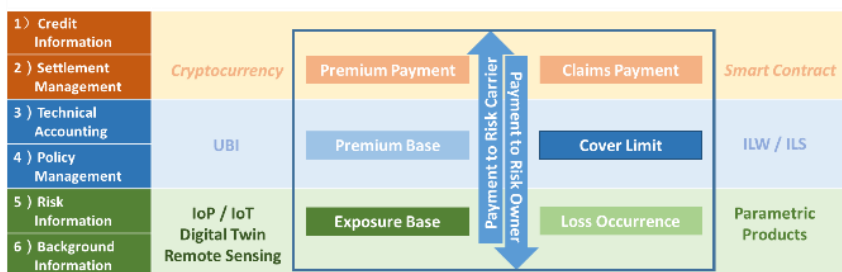 1）Credit
Information
2）Settlement
Management
3）Technical
Accounting
4）Policy
Management
5）Risk
Information
6）Background
Information
Cryptocurrency
Premium Payment
Claims Payment
Smart Contract
UBI
Premium Base
Cover Limit
ILW / ILS
IoP / IoT
Digital Twin
Remote Sensing
Exposure Base
Loss Occurrence
Parametric
Products
Payment to Risk Carrier
Payment to Risk Owner